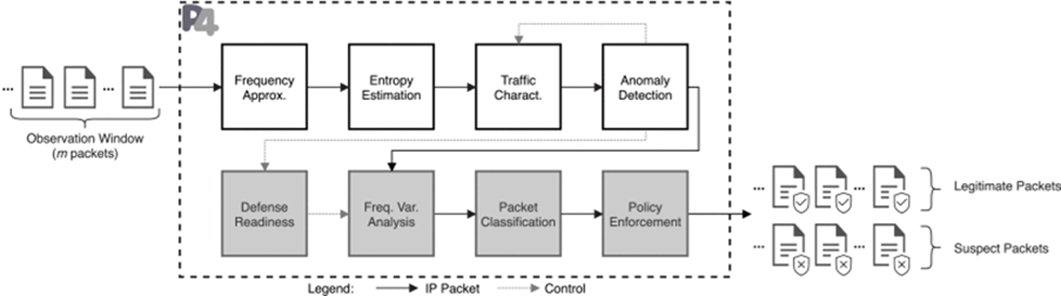 P4
Frequency
Approx.
Entropy
Estimation
Traffic
Charact.
Anomaly
Detection
...
...
Observation Window
(m packets)
Defense
Readiness
Freq. Var.
Analysis
Packet
Classification
Policy
Enforcement
...
...
Legitimate Packets
...
...
Suspect Packets
Legend: IP Packet Control